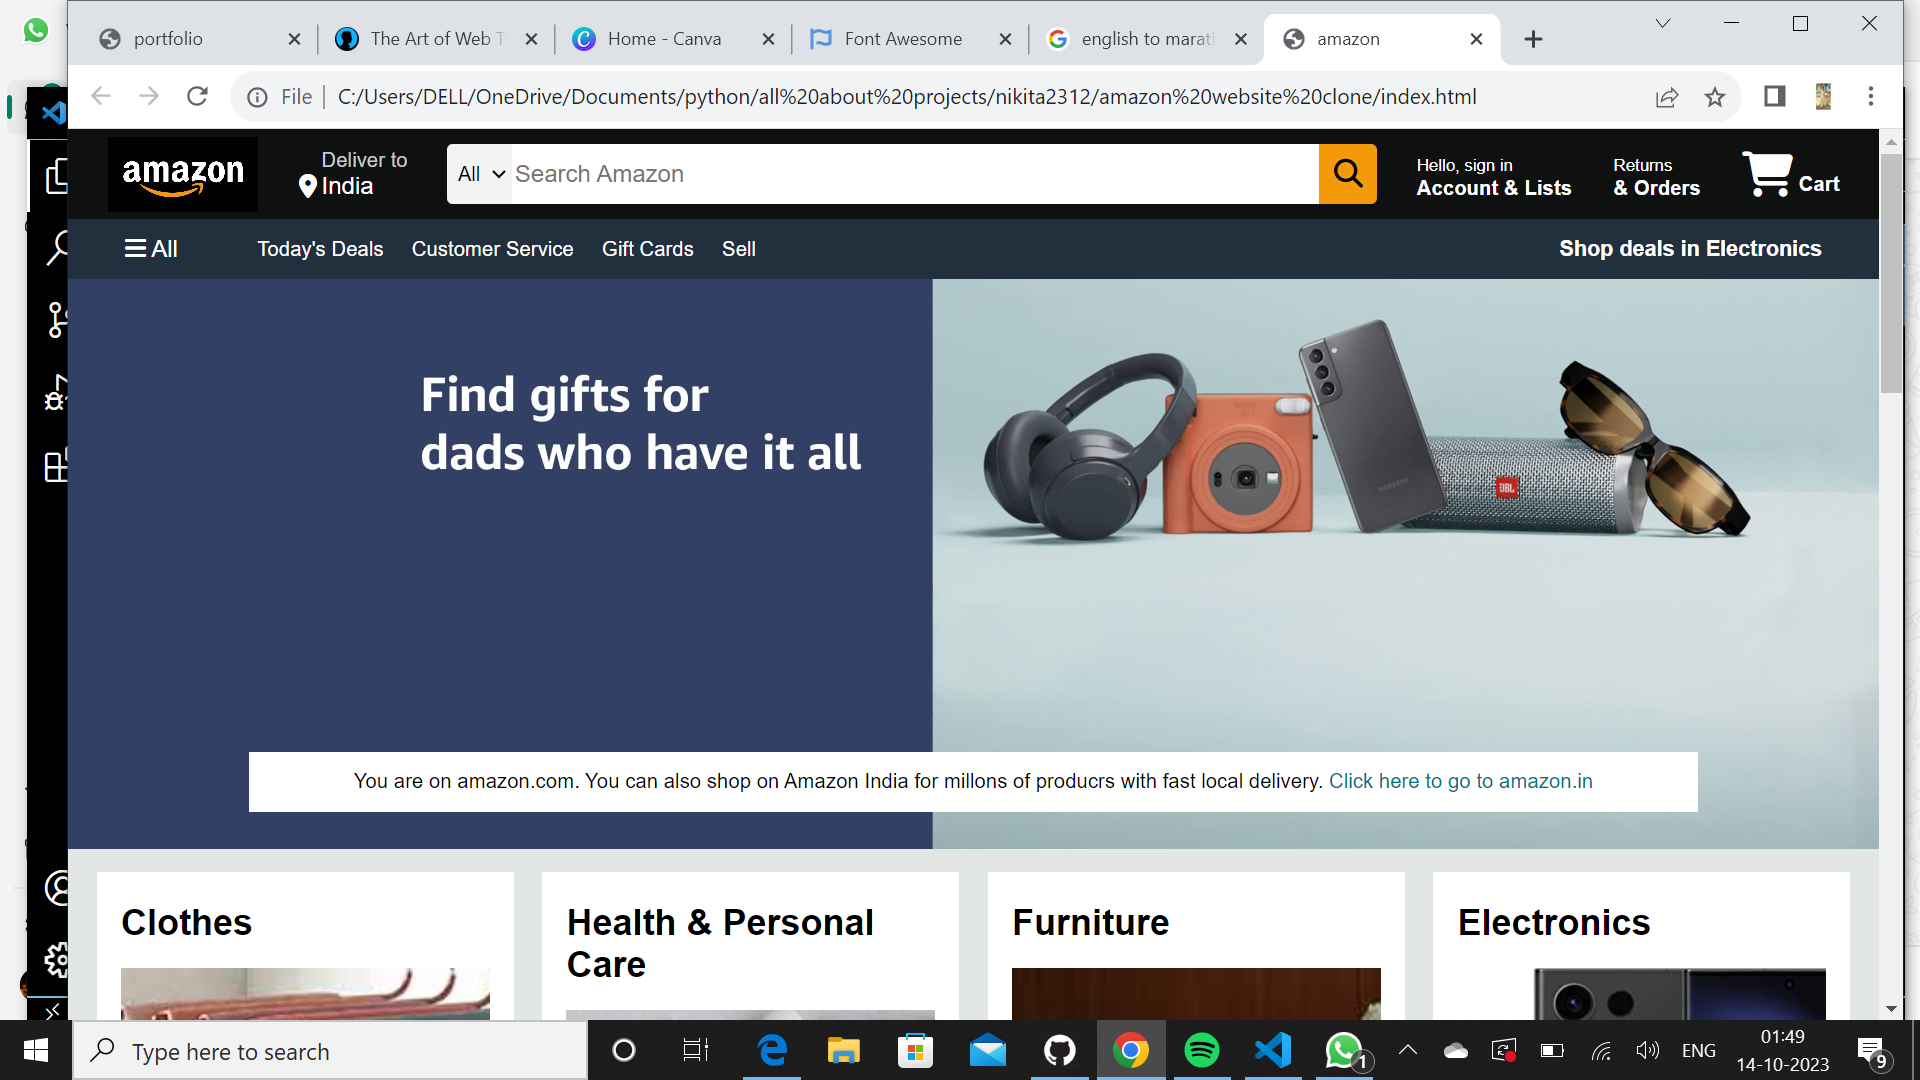 portfolio
The Art of Web T
Home - Canva
Font Awesome
english to marat
amazon
File
C:/Users/DELL/OneDrive/Documents/python/all%20about%20projects/nikita2312/amazon%20website%20clone/index.html
amazon
Deliver to
India
All
Search Amazon
Hello, sign in
Account & Lists
Returns
& Orders
Cart
All
Today's Deals
Customer Service
Gift Cards
Sell
Shop deals in Electronics
Find gifts for
dads who have it all
SAMSUNG
JBL
You are on amazon.com. You can also shop on Amazon India for millons of producrs with fast local delivery. Click here to go to amazon.in
Clothes
Health & Personal
Care
Furniture
Electronics
Type here to search
1
ENG
01:49
14-10-2023
9